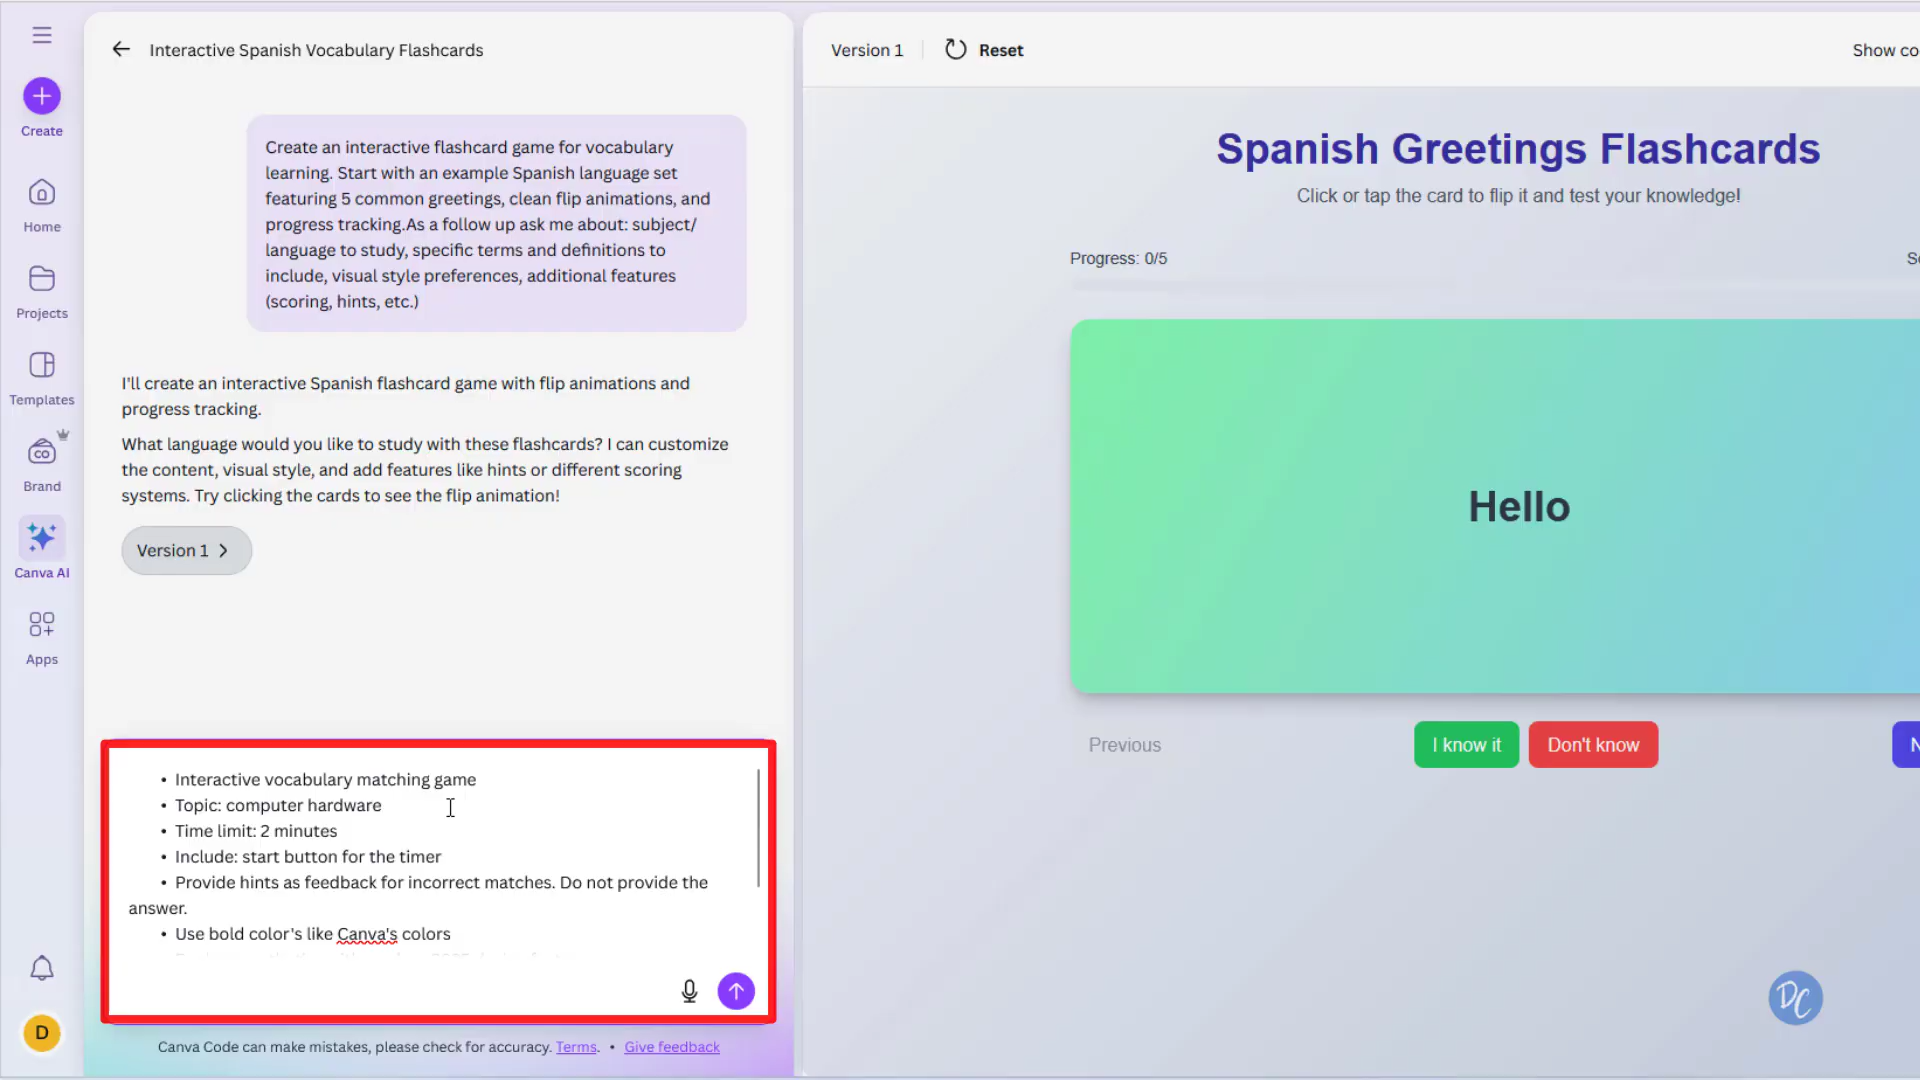 Create
Home
Projects
Templates
CO
Brand
Canva AI
Apps
D
Interactive Spanish Vocabulary Flashcards
Create an interactive flashcard game for vocabulary
learning. Start with an example Spanish language set
featuring 5 common greetings, clean flip animations, and
progress tracking.As a follow up ask me about: subject/
language to study, specific terms and definitions to
include, visual style preferences, additional features
(scoring, hints, etc.)
I'll create an interactive Spanish flashcard game with flip animations and
progress tracking.
What language would you like to study with these flashcards? I can customize
the content, visual style, and add features like hints or different scoring
systems. Try clicking the cards to see the flip animation!
Version 1
• Interactive vocabulary matching game
• Topic: computer hardware
• Time limit: 2 minutes
• Include: start button for the timer
• Provide hints as feedback for incorrect matches. Do not provide the
answer.
• Use bold color's like Canva's colors
Canva Code can make mistakes, please check for accuracy. Terms. • Give feedback
Version 1 Reset
Show co
Spanish Greetings Flashcards
Click or tap the card to flip it and test your knowledge!
Progress: 0/5
Hello
Previous
I know it
Don't know
DC